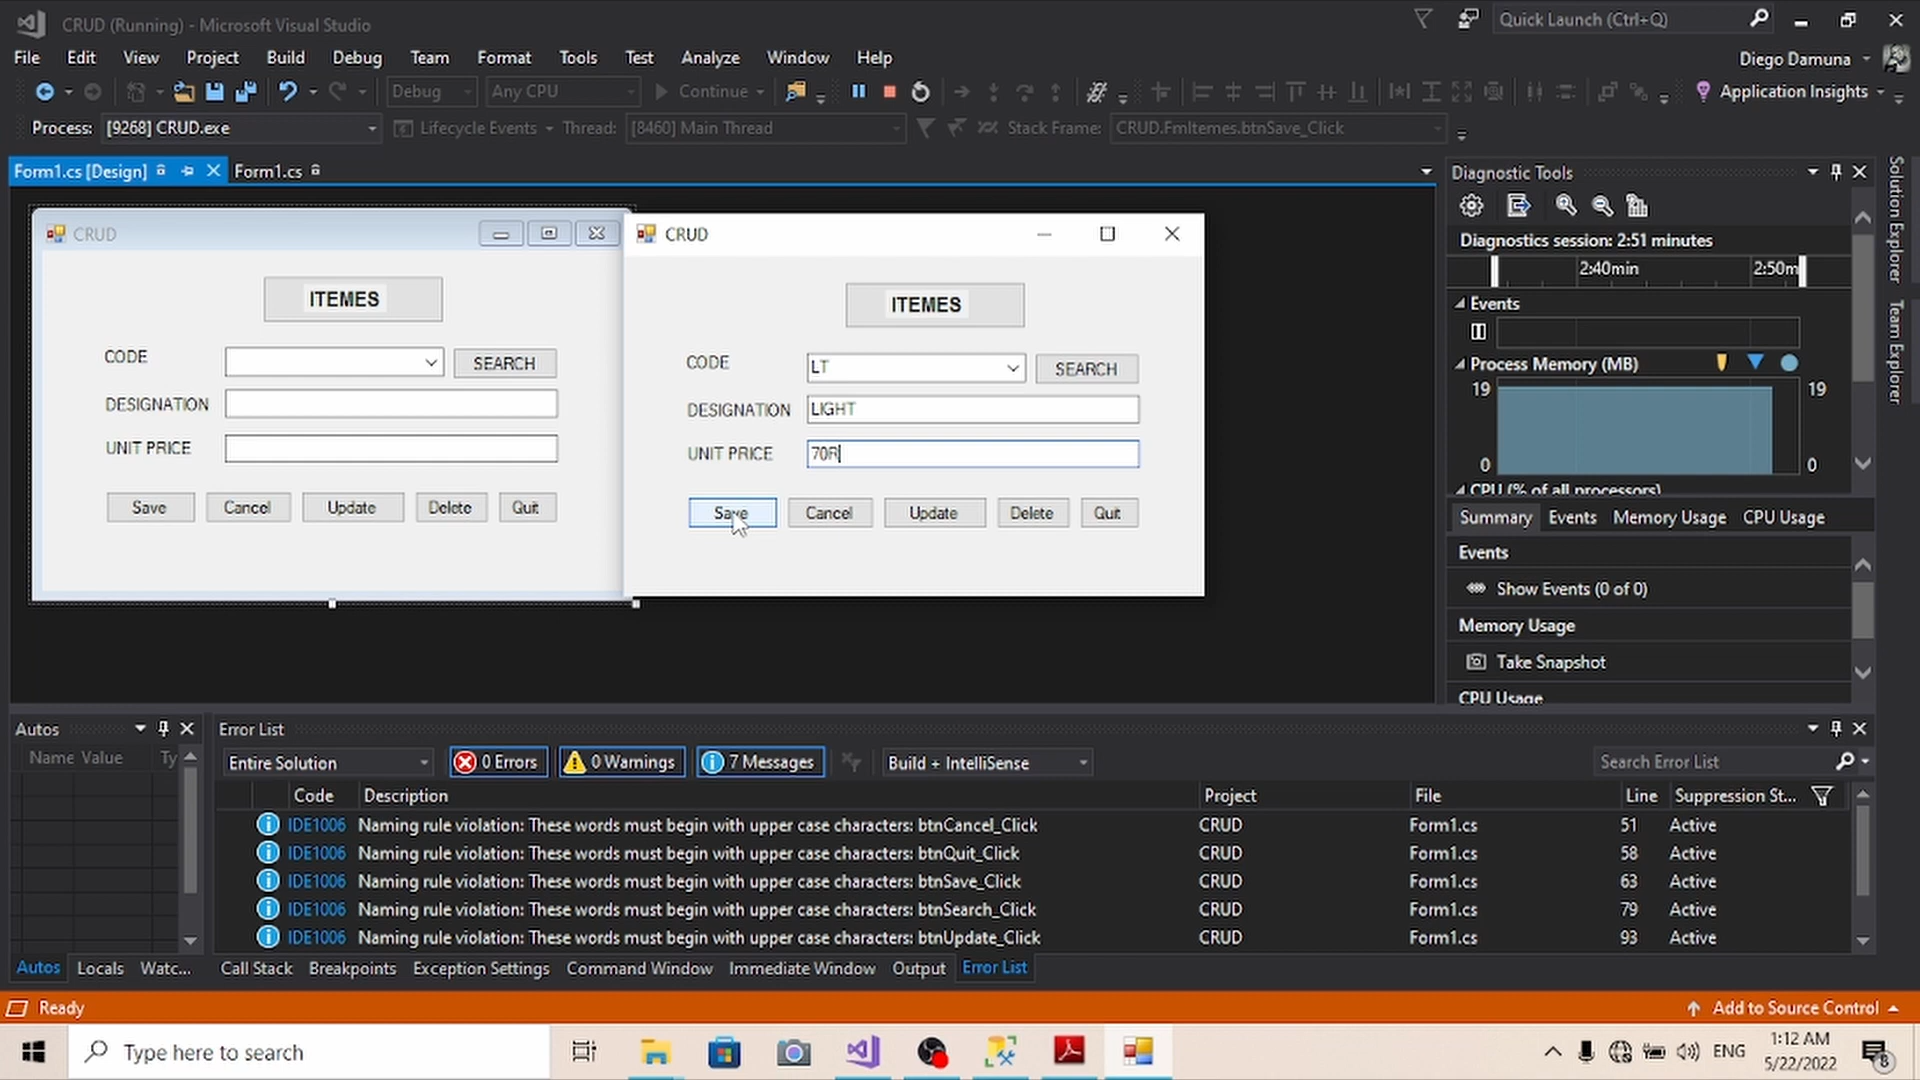 CRUD (Running) - Microsoft Visual Studio
Quick Launch (Ctrl+Q)
File Edit View Project Build Debug Team Format Tools Test Analyze Window Help
Diego Damuna
Debug Any CPU Continue
Application Insights
Process: [9268] CRUD.exe Lifecycle Events Thread: [8460] Main Thread Stack Frame: CRUD.FmItemes.btnSave_Click
Form1.cs [Design] Form1.cs
CRUD
ITEMES
CODE SEARCH
DESIGNATION
UNIT PRICE
Save Cancel Update Delete Quit
CRUD
ITEMES
CODE LT SEARCH
DESIGNATION LIGHT
UNIT PRICE 70R
Save Cancel Update Delete Quit
Diagnostic Tools
Diagnostics session: 2:51 minutes
2:40min 2:50m
Events
Process Memory (MB)
19 19
0 0
CPU (% of all processors)
Summary Events Memory Usage CPU Usage
Events
Show Events (0 of 0)
Memory Usage
Take Snapshot
CPU Usage
Solution Explorer
Team Explorer
Autos
Name Value Ty
Error List
Entire Solution 0 Errors 0 Warnings 7 Messages Build + IntelliSense Search Error List
Code Description Project File Line Suppression St...
IDE1006 Naming rule violation: These words must begin with upper case characters: btnCancel_Click CRUD Form1.cs 51 Active
IDE1006 Naming rule violation: These words must begin with upper case characters: btnQuit_Click CRUD Form1.cs 58 Active
IDE1006 Naming rule violation: These words must begin with upper case characters: btnSave_Click CRUD Form1.cs 63 Active
IDE1006 Naming rule violation: These words must begin with upper case characters: btnSearch_Click CRUD Form1.cs 79 Active
IDE1006 Naming rule violation: These words must begin with upper case characters: btnUpdate_Click CRUD Form1.cs 93 Active
Autos Locals Watc... Call Stack Breakpoints Exception Settings Command Window Immediate Window Output Error List
Ready
Add to Source Control
Type here to search
ENG
1:12 AM
5/22/2022
8